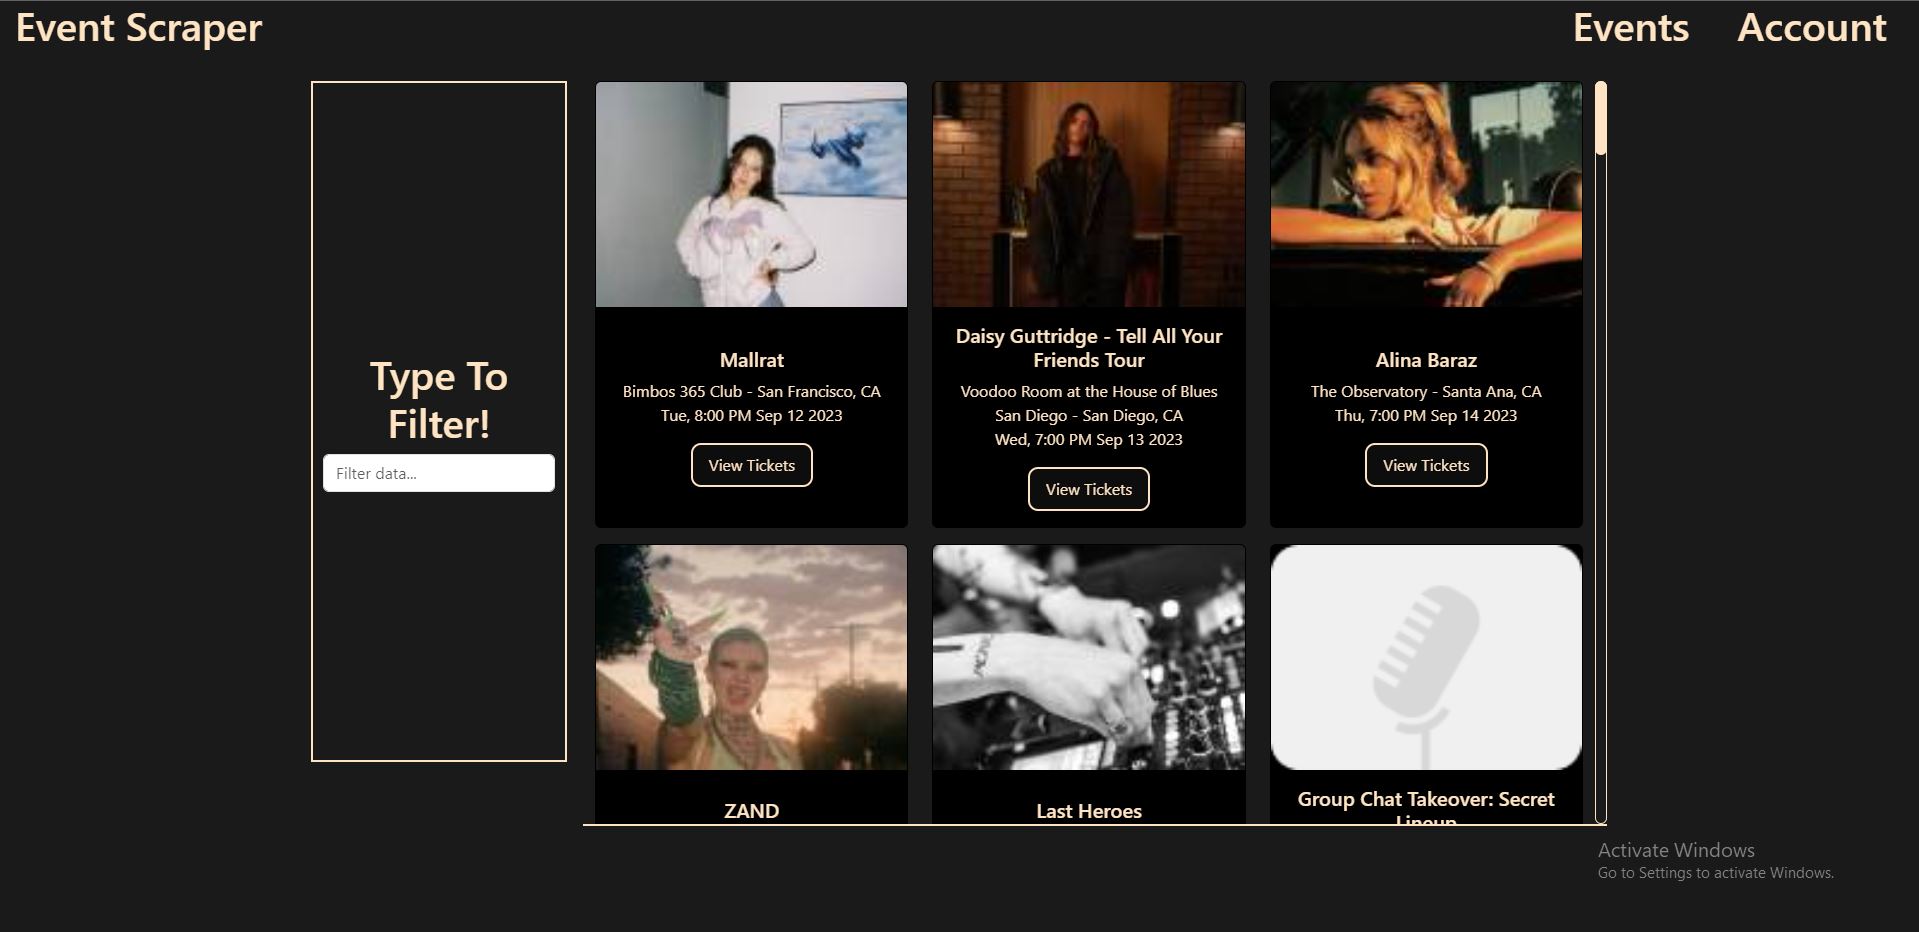 Event Scraper
Events
Account
Type To
Filter!
Filter data...
Mallrat
Bimbos 365 Club - San Francisco, CA
Tue, 8:00 PM Sep 12 2023
View Tickets
Daisy Guttridge - Tell All Your
Friends Tour
Voodoo Room at the House of Blues
San Diego - San Diego, CA
Wed, 7:00 PM Sep 13 2023
View Tickets
Alina Baraz
The Observatory - Santa Ana, CA
Thu, 7:00 PM Sep 14 2023
View Tickets
ZAND
Last Heroes
Group Chat Takeover: Secret
Lineup
Activate Windows
Go to Settings to activate Windows.